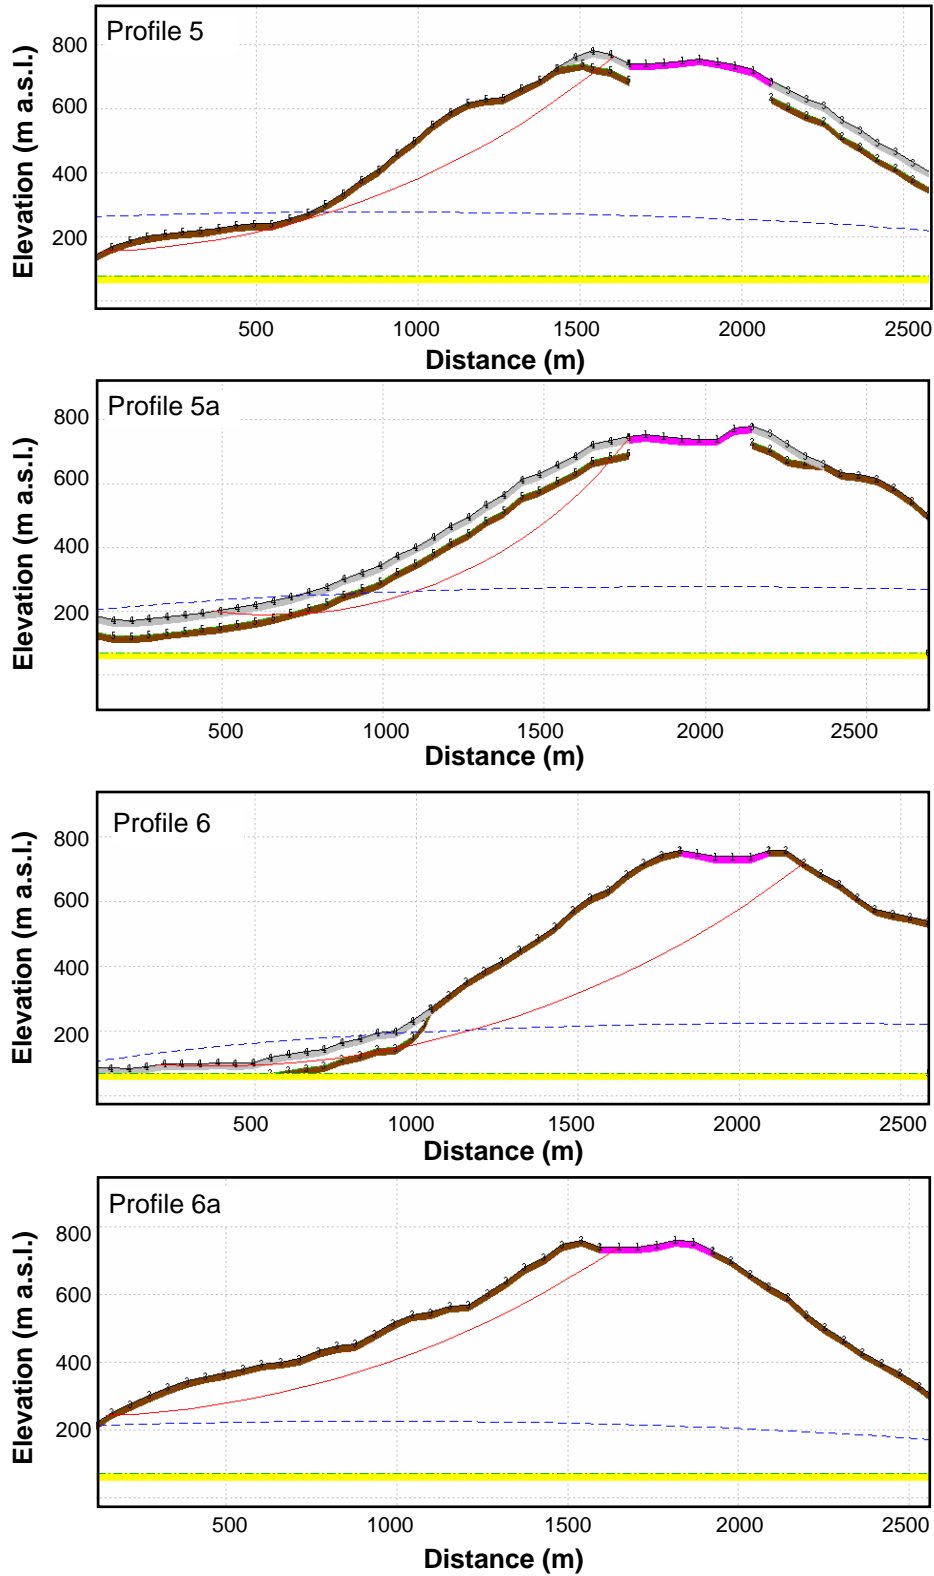 Profile 5
800
600
400
200
Elevation (m a.s.l.)
500 1000 1500 2000 2500
Distance (m)
Profile 5a
800
600
400
200
Elevation (m a.s.l.)
500 1000 1500 2000 2500
Distance (m)
Profile 6
800
600
400
200
Elevation (m a.s.l.)
500 1000 1500 2000 2500
Distance (m)
Profile 6a
800
600
400
200
Elevation (m a.s.l.)
500 1000 1500 2000 2500
Distance (m)